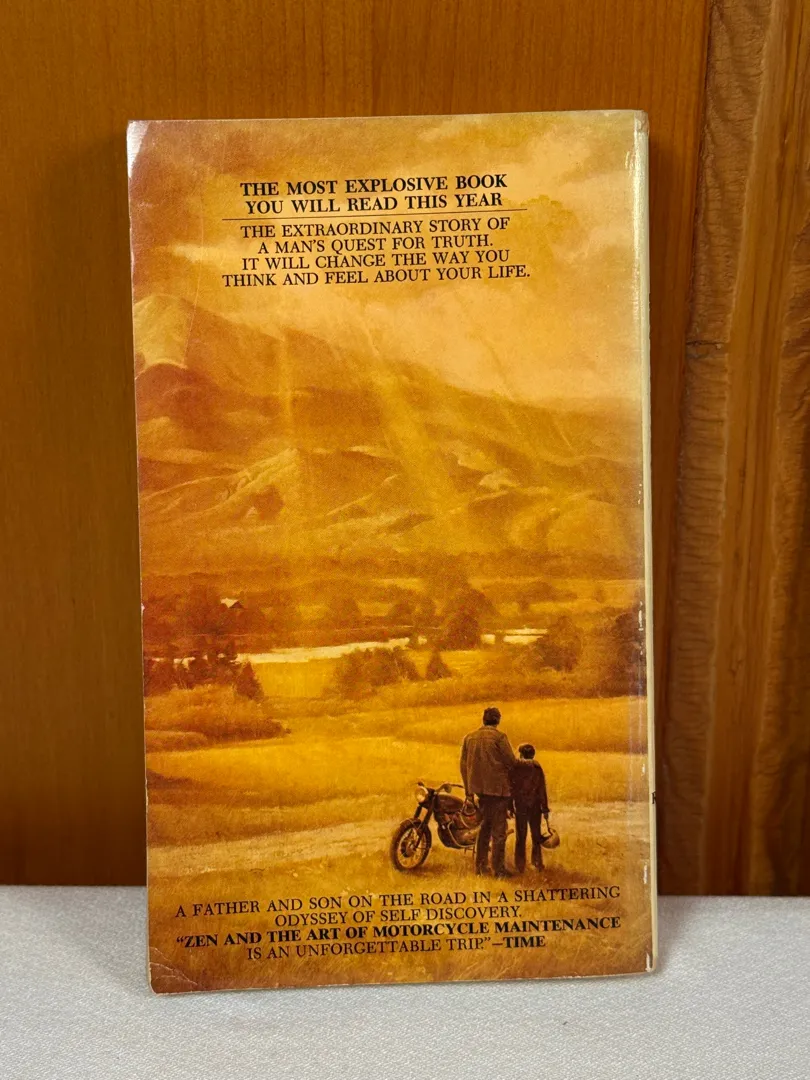 THE MOST EXPLOSIVE BOOK
YOU WILL READ THIS YEAR
THE EXTRAORDINARY STORY OF
A MAN'S QUEST FOR TRUTH.
IT WILL CHANGE THE WAY YOU
THINK AND FEEL ABOUT YOUR LIFE.
A FATHER AND SON ON THE ROAD IN A SHATTERING
ODYSSEY OF SELF DISCOVERY.
"ZEN AND THE ART OF MOTORCYCLE MAINTENANCE
IS AN UNFORGETTABLE TRIP."—TIME